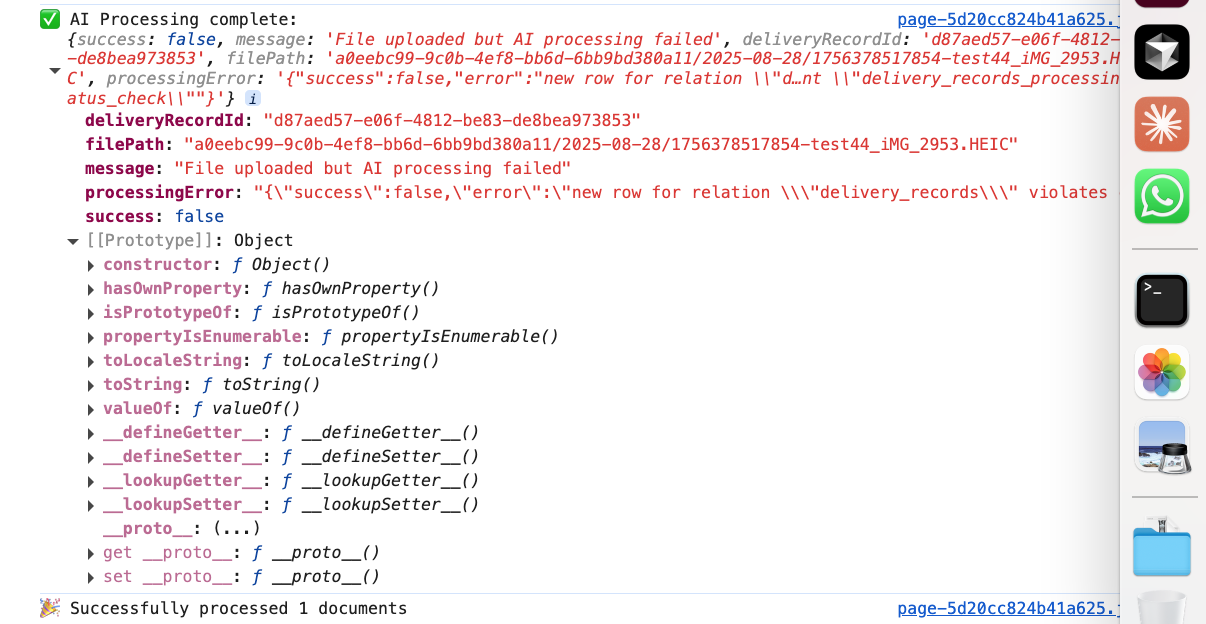 ✅ AI Processing complete: page-5d20cc824b41a625.j
{success: false, message: 'File uploaded but AI processing failed', deliveryRecordId: 'd87aed57-e06f-4812-
-de8bea973853', filePath: 'a0eebc99-9c0b-4ef8-bb6d-6bb9bd380a11/2025-08-28/1756378517854-test44_iMG_2953.H
C', processingError: '{"success":false,"error":"new row for relation \\"d…nt \\"delivery_records_processin
atus_check\\""}'} i
deliveryRecordId: "d87aed57-e06f-4812-be83-de8bea973853"
filePath: "a0eebc99-9c0b-4ef8-bb6d-6bb9bd380a11/2025-08-28/1756378517854-test44_iMG_2953.HEIC"
message: "File uploaded but AI processing failed"
processingError: "{\"success\":false,\"error\":\"new row for relation \\\"delivery_records\\\" violates
success: false
[[Prototype]]: Object
constructor: ƒ Object()
hasOwnProperty: ƒ hasOwnProperty()
isPrototypeOf: ƒ isPrototypeOf()
propertyIsEnumerable: ƒ propertyIsEnumerable()
toLocaleString: ƒ toLocaleString()
toString: ƒ toString()
valueOf: ƒ valueOf()
__defineGetter__: ƒ __defineGetter__()
__defineSetter__: ƒ __defineSetter__()
__lookupGetter__: ƒ __lookupGetter__()
__lookupSetter__: ƒ __lookupSetter__()
__proto__: (...)
get __proto__: ƒ __proto__()
set __proto__: ƒ __proto__()
🎉 Successfully processed 1 documents page-5d20cc824b41a625.j
>_